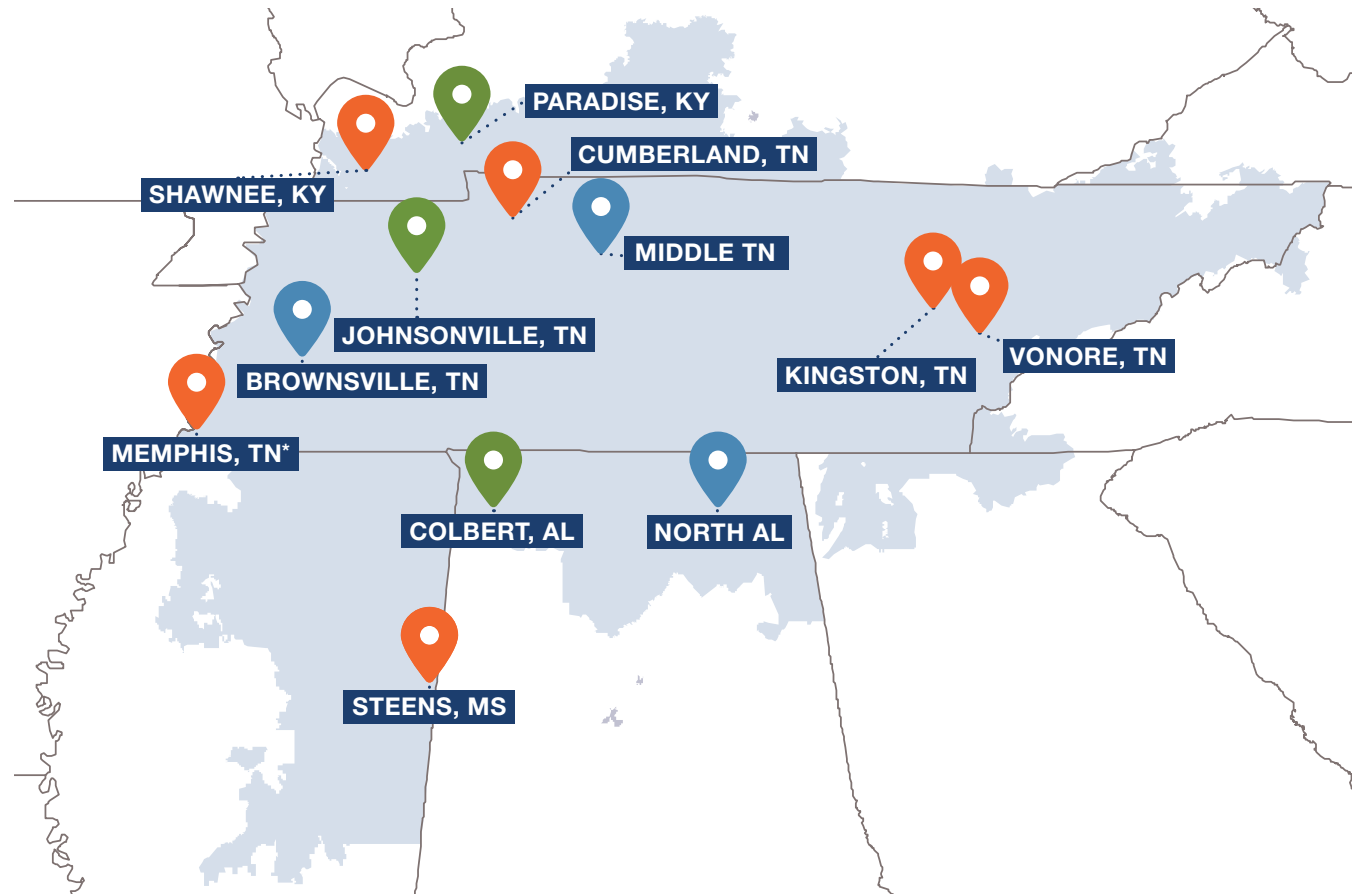 PARADISE, KY
CUMBERLAND, TN
SHAWNEE, KY
MIDDLE TN
JOHNSONVILLE, TN
VONORE, TN
KINGSTON, TN
BROWNSVILLE, TN
MEMPHIS, TN*
COLBERT, AL
NORTH AL
STEENS, MS